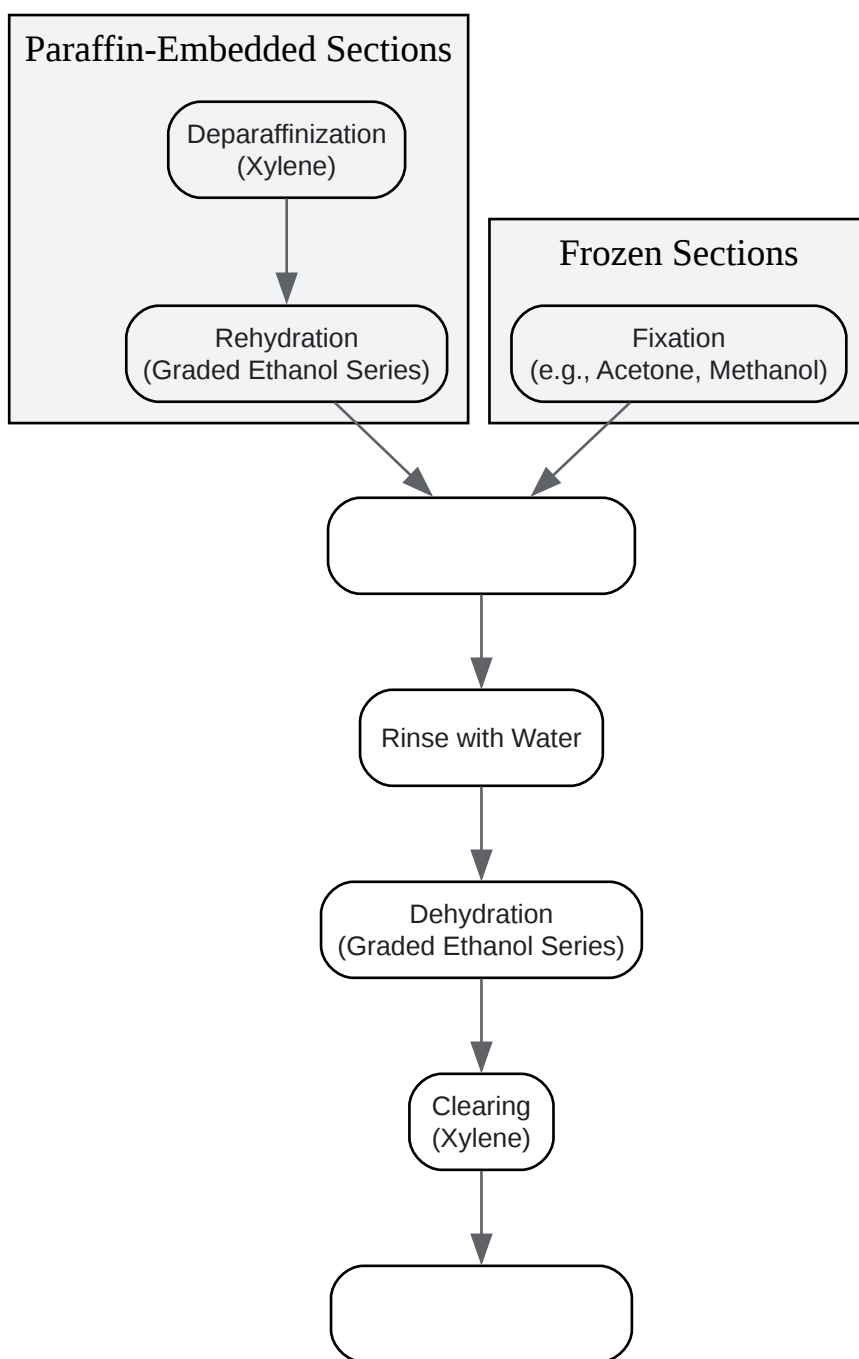 Paraffin-Embedded Sections
Deparaffinization
(Xylene)
Rehydration
(Graded Ethanol Series)
Frozen Sections
Fixation
(e.g., Acetone, Methanol)
Rinse with Water
Dehydration
(Graded Ethanol Series)
Clearing
(Xylene)